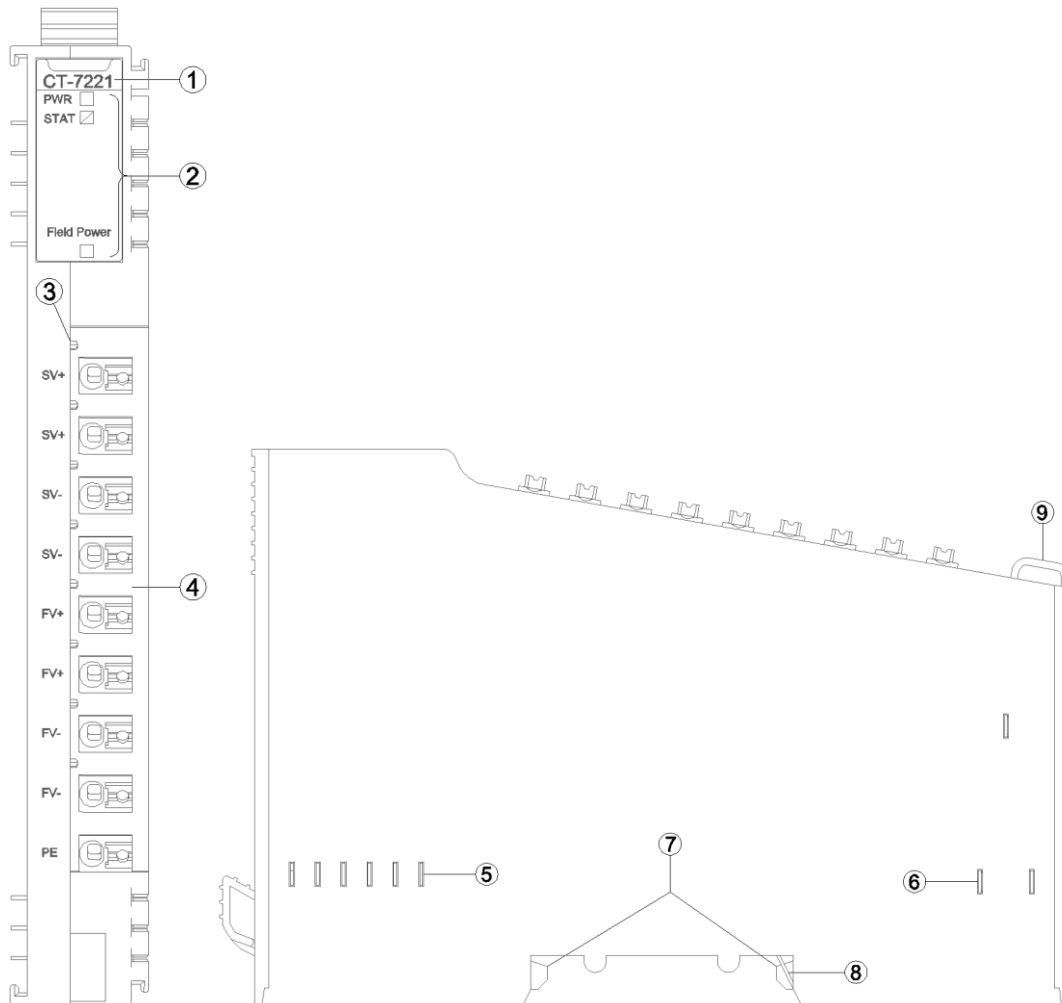 CT-7221 ①
PWR
STAT
②
Field Power
③
SV+
SV+
SV-
SV-
④
FV+
FV+
FV-
FV-
PE
⑤
⑥
⑦
⑧
⑨